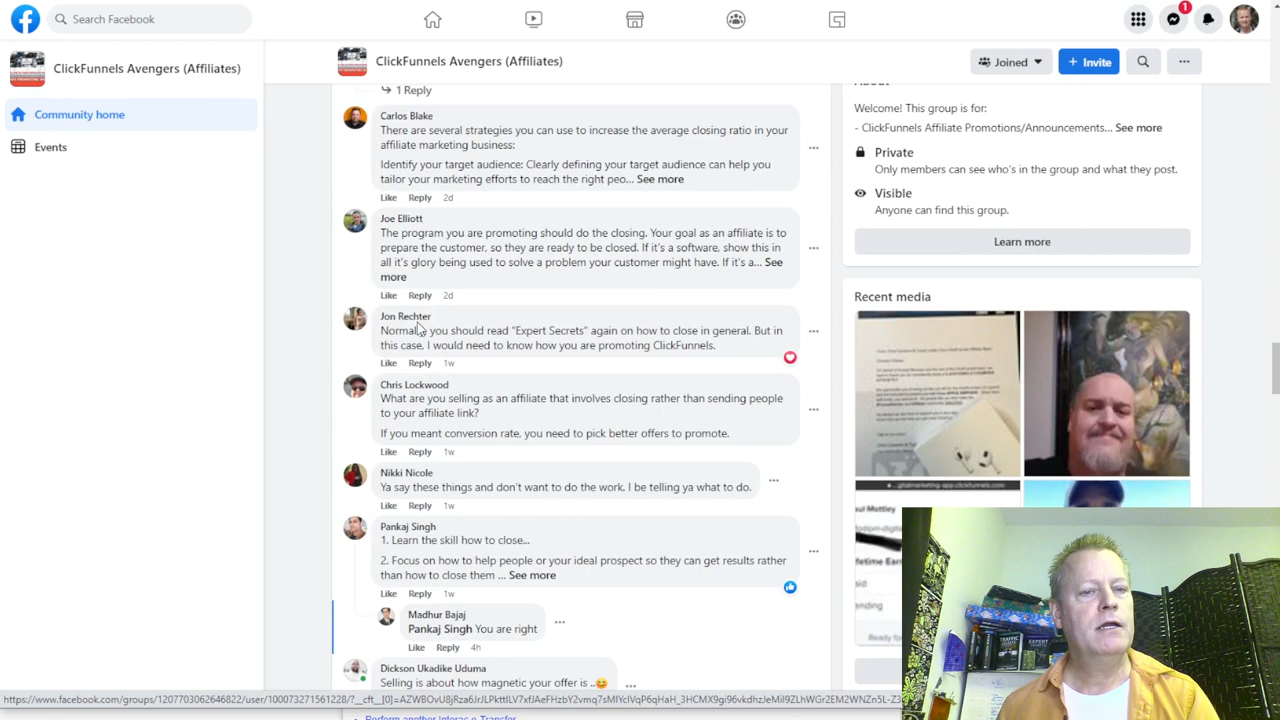 Search Facebook
1
ClickFunnels Avengers (Affiliates)
Community home
Events
ClickFunnels Avengers (Affiliates)
Joined
+ Invite
1 Reply
Carlos Blake
There are several strategies you can use to increase the average closing ratio in your
affiliate marketing business:
Identify your target audience: Clearly defining your target audience can help you
tailor your marketing efforts to reach the right peo... See more
Like Reply 2d
Joe Elliott
The program you are promoting should do the closing. Your goal as an affiliate is to
prepare the customer, so they are ready to be closed. If it's a software, show this in
all it's glory being used to solve a problem your customer might have. If it's a... See
more
Like Reply 2d
Jon Rechter
Normally you should read "Expert Secrets" again on how to close in general. But in
this case, I would need to know how you are promoting ClickFunnels.
Like Reply 1w
Chris Lockwood
What are you selling as an affiliate that involves closing rather than sending people
to your affiliate link?
If you meant conversion rate, you need to pick better offers to promote.
Like Reply 1w
Nikki Nicole
Ya say these things and don't want to do the work. I be telling ya what to do.
Like Reply 1w
Pankaj Singh
1. Learn the skill how to close...
2. Focus on how to help people or your ideal prospect so they can get results rather
than how to close them ... See more
Like Reply 1w
Madhur Bajaj
Pankaj Singh You are right
Like Reply 4h
Dickson Ukadike Uduma
Selling is about how magnetic your offer is ..😊
About
Welcome! This group is for:
- ClickFunnels Affiliate Promotions/Announcements... See more
Private
Only members can see who's in the group and what they post.
Visible
Anyone can find this group.
Learn more
Recent media
TRAFFIC
EXPERT